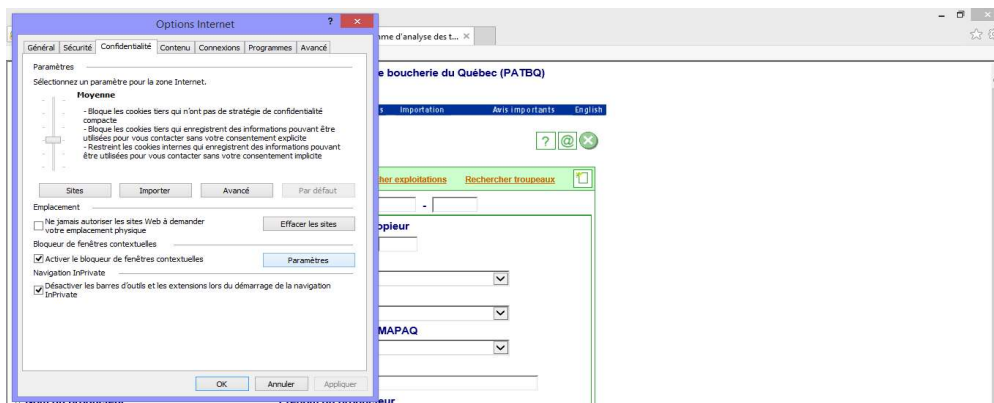 Options Internet
?
Général Sécurité Confidentialité Contenu Connexions Programmes Avancé
Paramètres
Sélectionnez un paramètre pour la zone Internet.
Moyenne
- Bloque les cookies tiers qui n'ont pas de stratégie de confidentialité
compacte
- Bloque les cookies tiers qui enregistrent des informations pouvant être
utilisées pour vous contacter sans votre consentement explicite
- Restreint les cookies internes qui enregistrent des informations pouvant
être utilisées pour vous contacter sans votre consentement implicite
Sites Importer Avancé Par défaut
Emplacement
Ne jamais autoriser les sites Web à demander
votre emplacement physique
Effacer les sites
Bloqueur de fenêtres contextuelles
Activer le bloqueur de fenêtres contextuelles
Paramètres
Navigation InPrivate
Désactiver les barres d'outils et les extensions lors du démarrage de la navigation
InPrivate
OK Annuler Appliquer
me d'analyse des t...
e boucherie du Québec (PATBQ)
s Importation Avis importants English
? @
her exploitations Rechercher troupeaux
-
opieur
MAPAQ